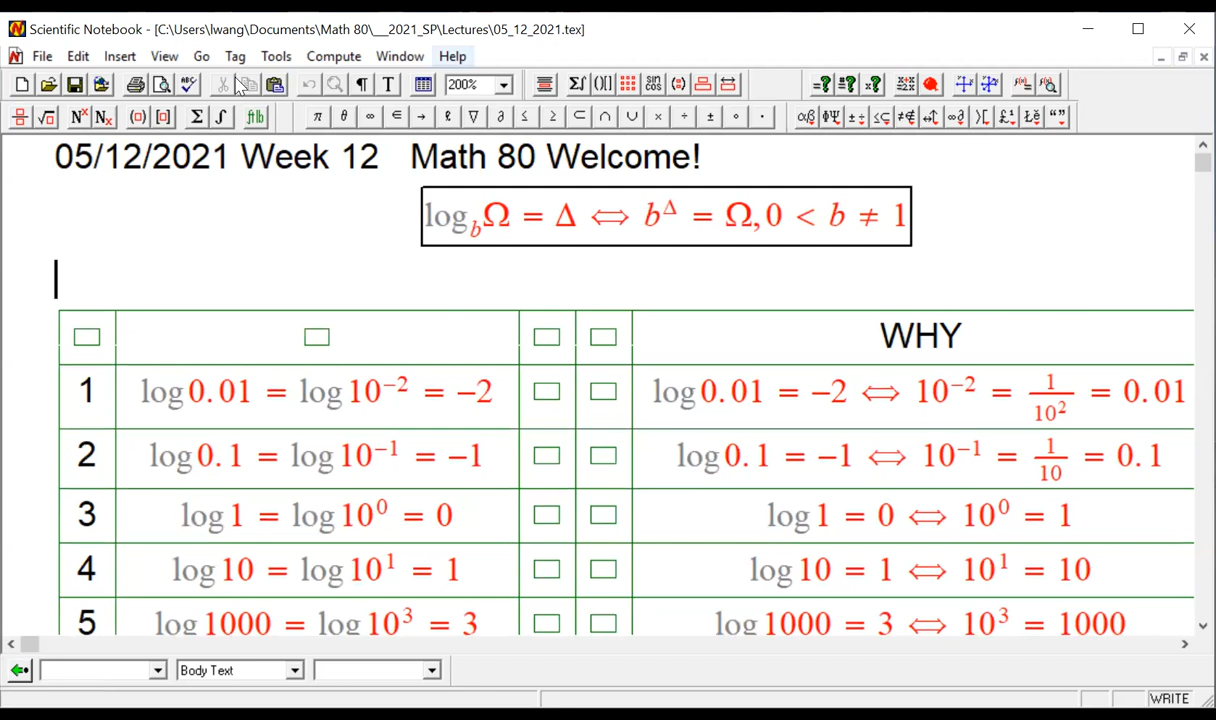 Scientific Notebook - [C:\Users\lwang\Documents\Math 80\__2021_SP\Lectures\05_12_2021.tex]
File Edit Insert View Go Tag Tools Compute Window Help
200%
05/12/2021 Week 12 Math 80 Welcome!
log_b Ω = Δ ⟺ b^Δ = Ω, 0 < b ≠ 1
WHY
1 log 0.01 = log 10^−2 = −2 log 0.01 = −2 ⟺ 10^−2 = 1/10^2 = 0.01
2 log 0.1 = log 10^−1 = −1 log 0.1 = −1 ⟺ 10^−1 = 1/10 = 0.1
3 log 1 = log 10^0 = 0 log 1 = 0 ⟺ 10^0 = 1
4 log 10 = log 10^1 = 1 log 10 = 1 ⟺ 10^1 = 10
5 log 1000 = log 10^3 = 3 log 1000 = 3 ⟺ 10^3 = 1000
Body Text
WRITE